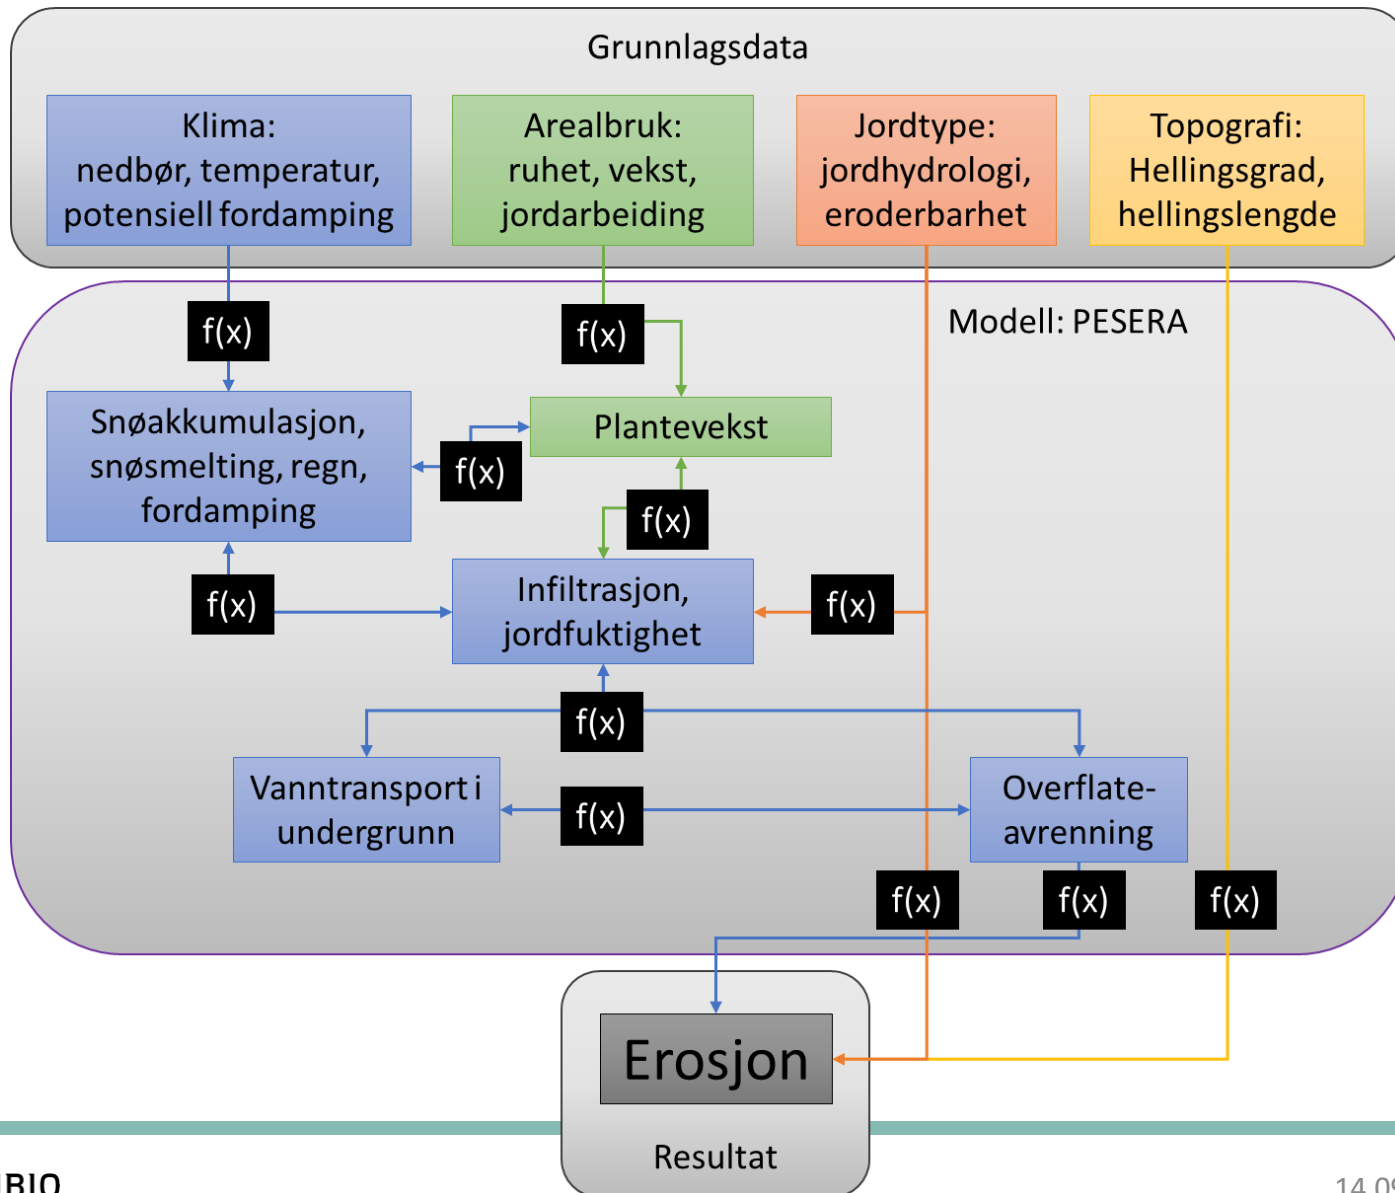 Grunnlagsdata
Klima:
nedbør, temperatur,
potensiell fordamping
Arealbruk:
ruhet, vekst,
jordarbeiding
Jordtype:
jordhydrologi,
eroderbarhet
Topografi:
Hellingsgrad,
hellingslengde
Modell: PESERA
f(x)
f(x)
Snøakkumulasjon,
snøsmelting, regn,
fordamping
f(x)
Plantevekst
f(x)
f(x)
Infiltrasjon,
jordfuktighet
f(x)
f(x)
Vanntransport i
undergrunn
f(x)
Overflate-
avrenning
f(x)
f(x)
f(x)
Erosjon
Resultat